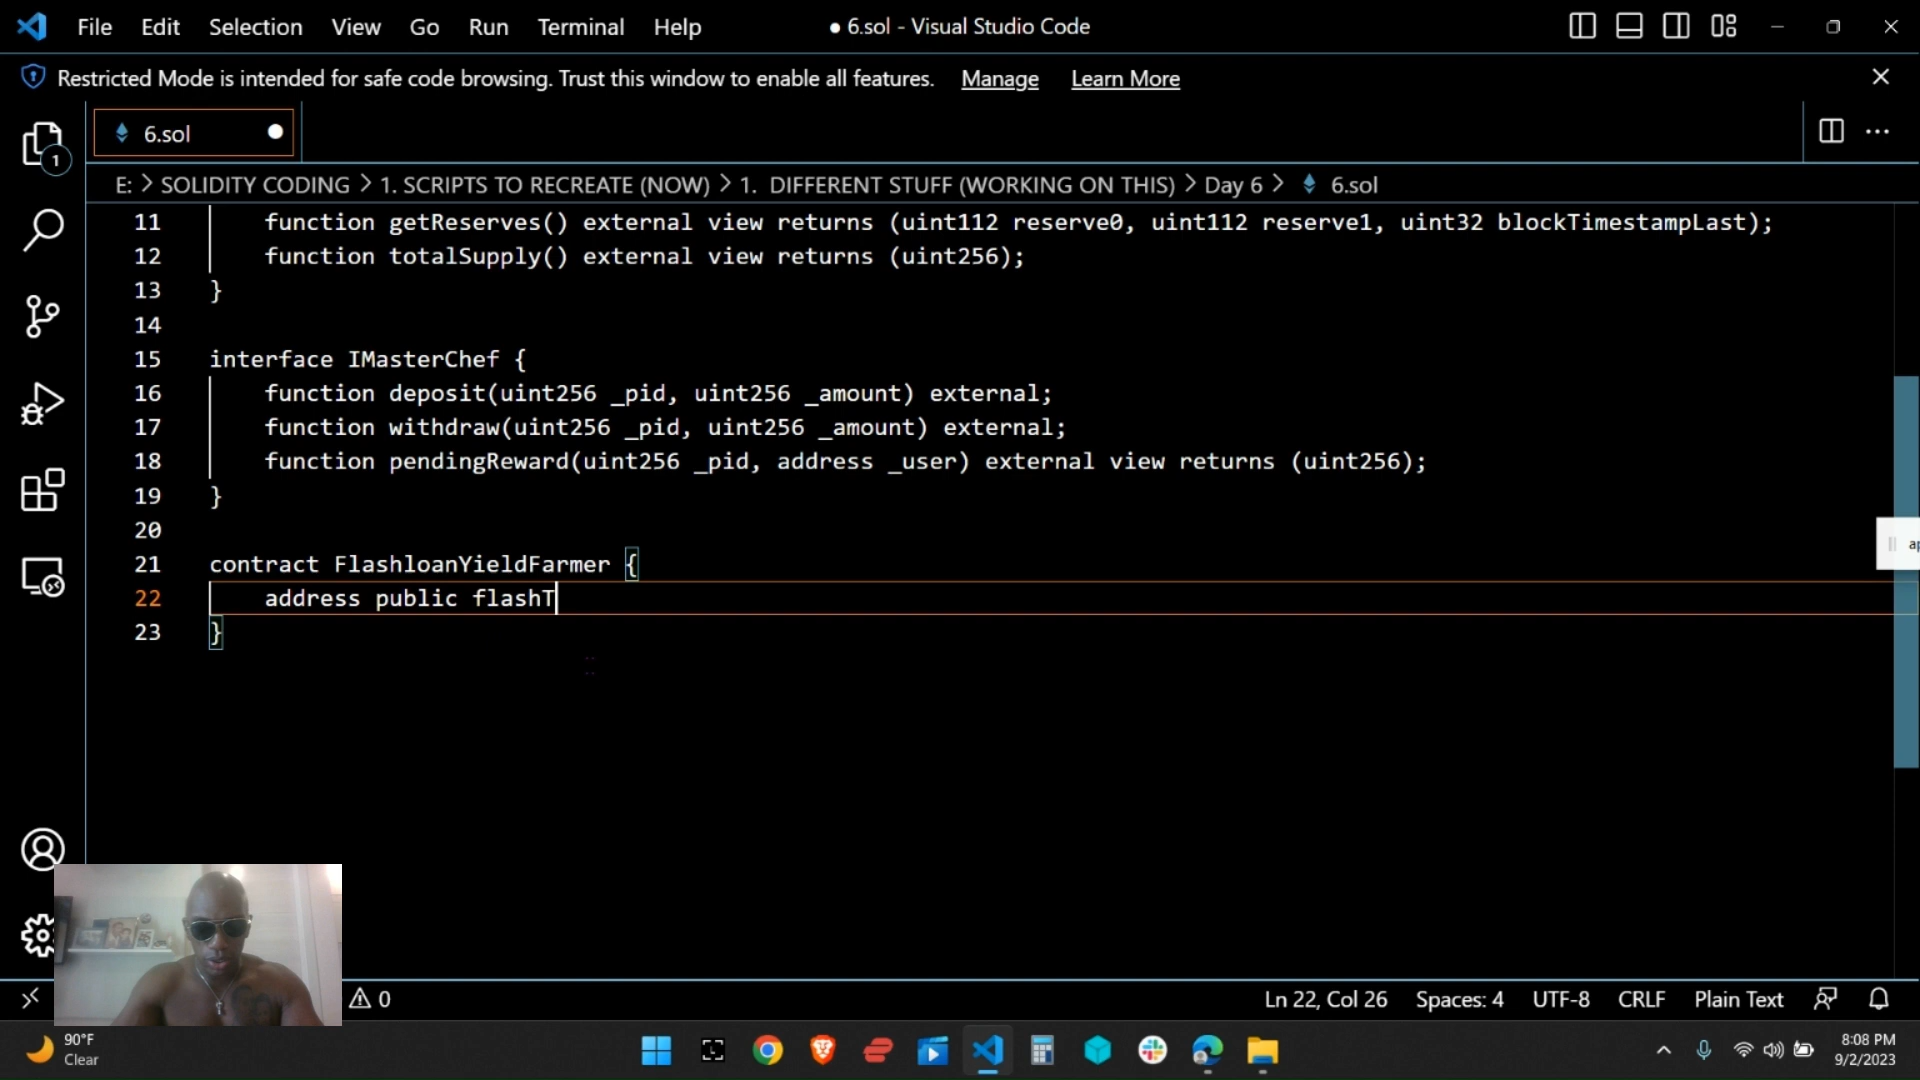 File Edit Selection View Go Run Terminal Help ● 6.sol - Visual Studio Code
Restricted Mode is intended for safe code browsing. Trust this window to enable all features. Manage Learn More
6.sol
1
E: > SOLIDITY CODING > 1. SCRIPTS TO RECREATE (NOW) > 1. DIFFERENT STUFF (WORKING ON THIS) > Day 6 > 6.sol
11 function getReserves() external view returns (uint112 reserve0, uint112 reserve1, uint32 blockTimestampLast);
12 function totalSupply() external view returns (uint256);
13 }
14
15 interface IMasterChef {
16 function deposit(uint256 _pid, uint256 _amount) external;
17 function withdraw(uint256 _pid, uint256 _amount) external;
18 function pendingReward(uint256 _pid, address _user) external view returns (uint256);
19 }
20
21 contract FlashloanYieldFarmer {
22 address public flashT
23 }
0 Ln 22, Col 26 Spaces: 4 UTF-8 CRLF Plain Text
90°F
Clear
8:08 PM
9/2/2023